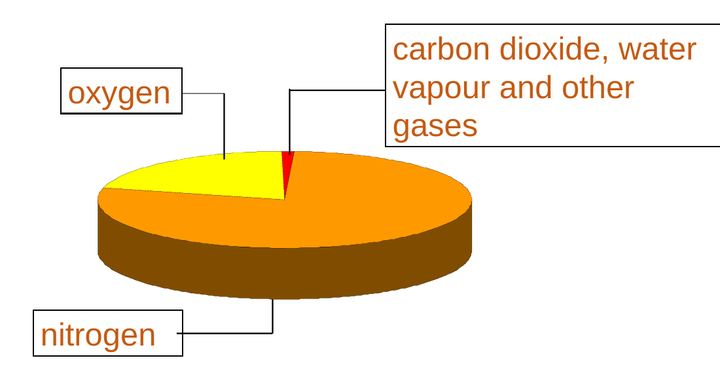 oxygen
carbon dioxide, water
vapour and other
gases
nitrogen